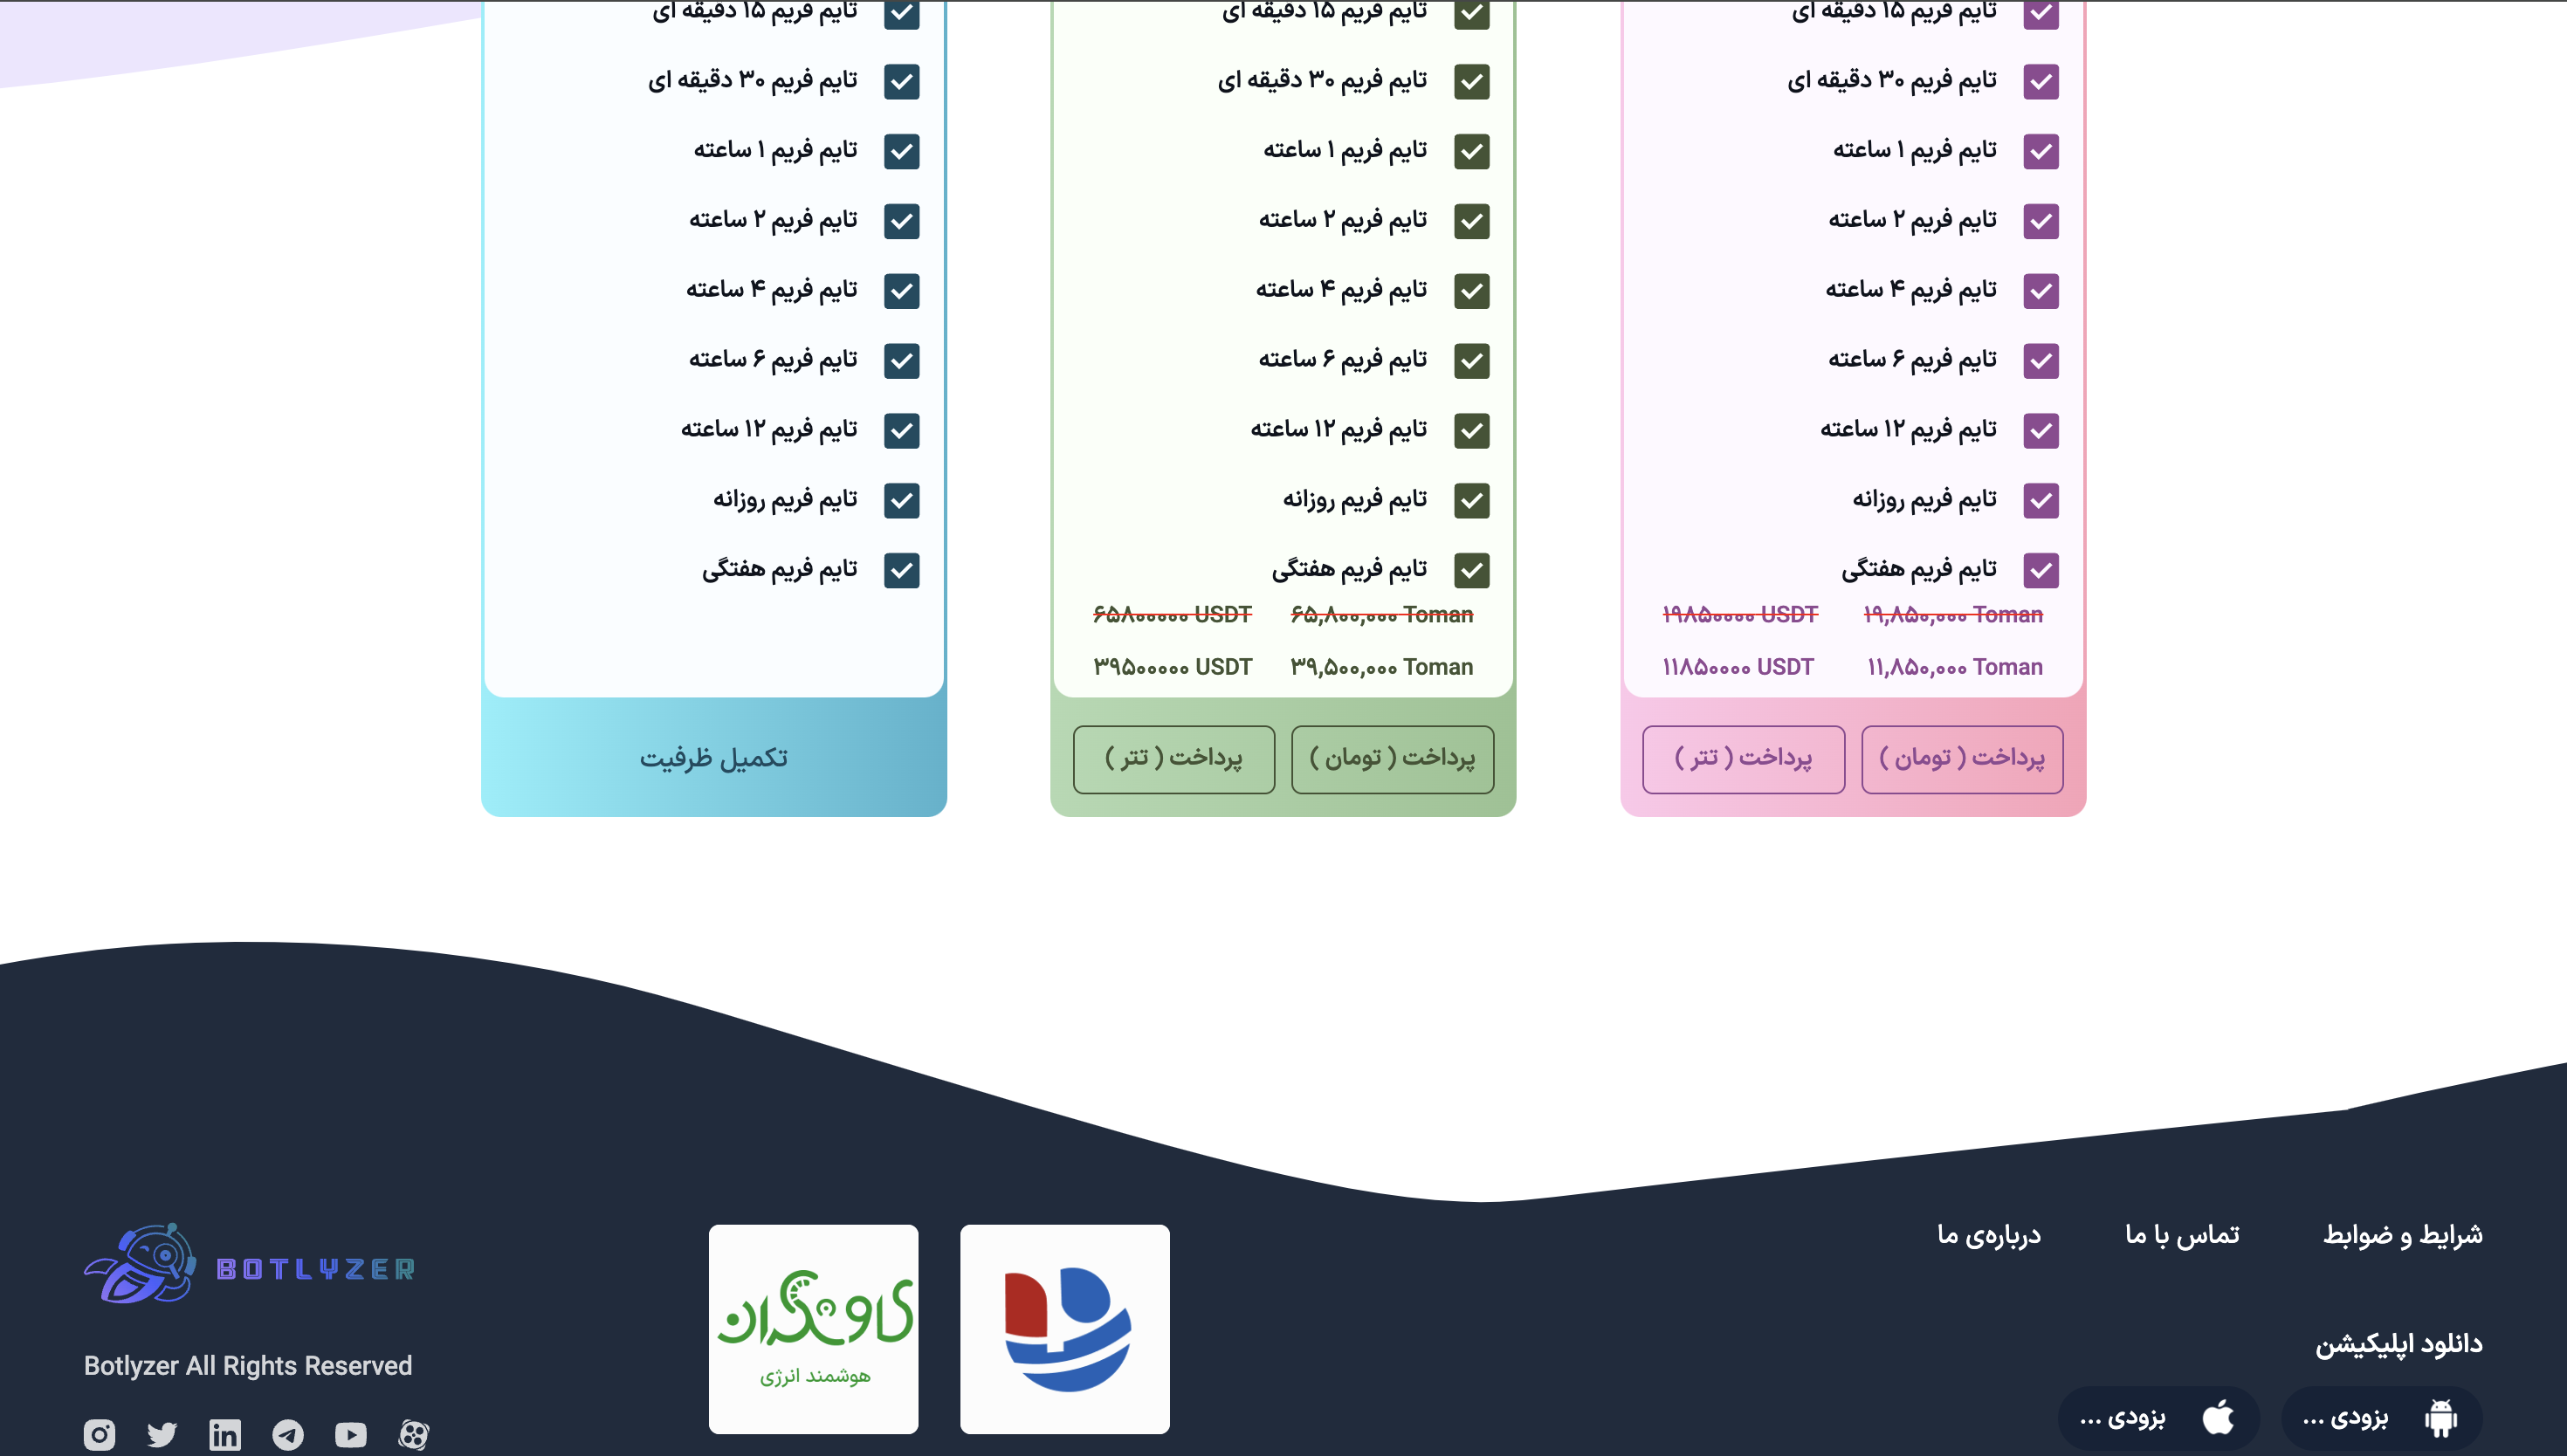 تایم فریم ۱۵ دقیقه ای
تایم فریم ۳۰ دقیقه ای
تایم فریم ۱ ساعته
تایم فریم ۲ ساعته
تایم فریم ۴ ساعته
تایم فریم ۶ ساعته
تایم فریم ۱۲ ساعته
تایم فریم روزانه
تایم فریم هفتگی
۱۹,۸۵۰,۰۰۰ Toman
۱۹۸۵۰۰۰۰ USDT
۱۱,۸۵۰,۰۰۰ Toman
۱۱۸۵۰۰۰۰ USDT
پرداخت ( تومان )
پرداخت ( تتر )
تایم فریم ۱۵ دقیقه ای
تایم فریم ۳۰ دقیقه ای
تایم فریم ۱ ساعته
تایم فریم ۲ ساعته
تایم فریم ۴ ساعته
تایم فریم ۶ ساعته
تایم فریم ۱۲ ساعته
تایم فریم روزانه
تایم فریم هفتگی
۶۵,۸۰۰,۰۰۰ Toman
۶۵۸۰۰۰۰۰ USDT
۳۹,۵۰۰,۰۰۰ Toman
۳۹۵۰۰۰۰۰ USDT
پرداخت ( تومان )
پرداخت ( تتر )
تایم فریم ۱۵ دقیقه ای
تایم فریم ۳۰ دقیقه ای
تایم فریم ۱ ساعته
تایم فریم ۲ ساعته
تایم فریم ۴ ساعته
تایم فریم ۶ ساعته
تایم فریم ۱۲ ساعته
تایم فریم روزانه
تایم فریم هفتگی
تکمیل ظرفیت
شرایط و ضوابط
تماس با ما
درباره‌ی ما
دانلود اپلیکیشن
بزودی ...
بزودی ...
کاوشگران
هوشمند انرژی
BOTLYZER
Botlyzer All Rights Reserved